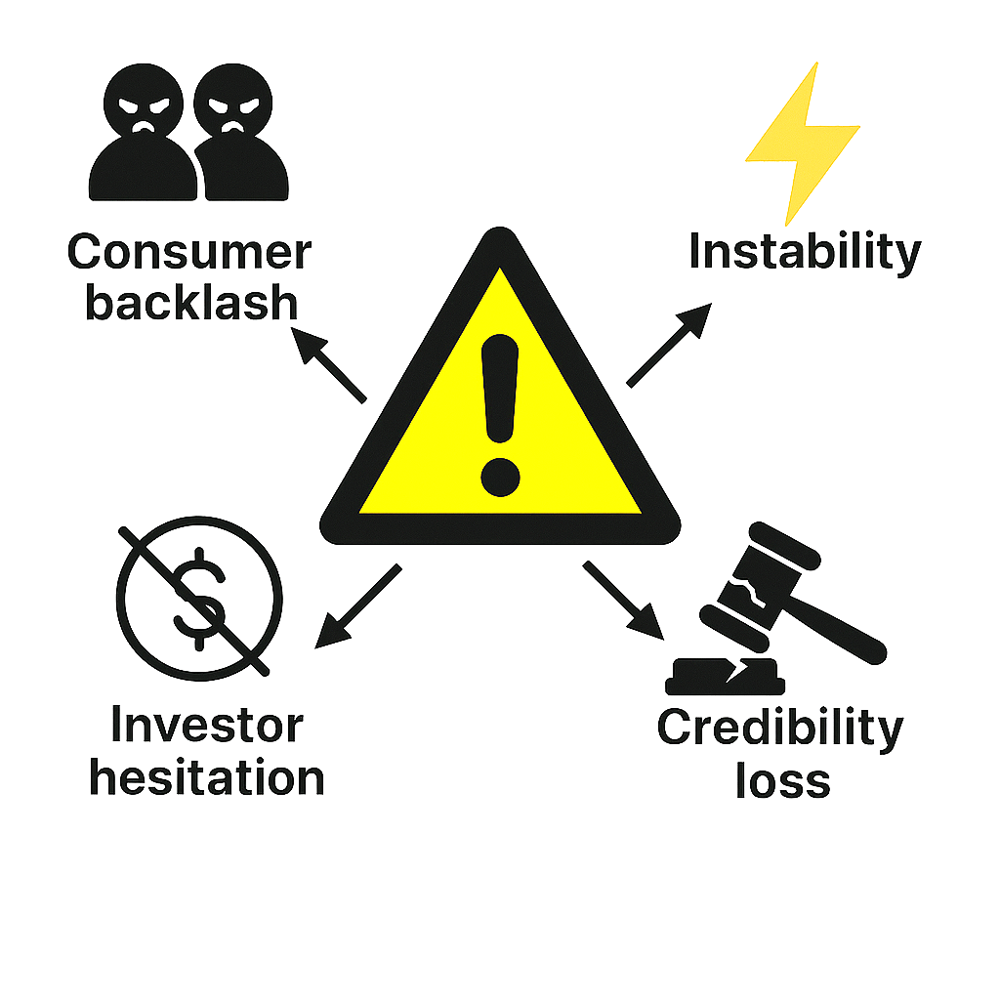 Consumer
backlash
Instability
Investor
hesitation
Credibility
loss